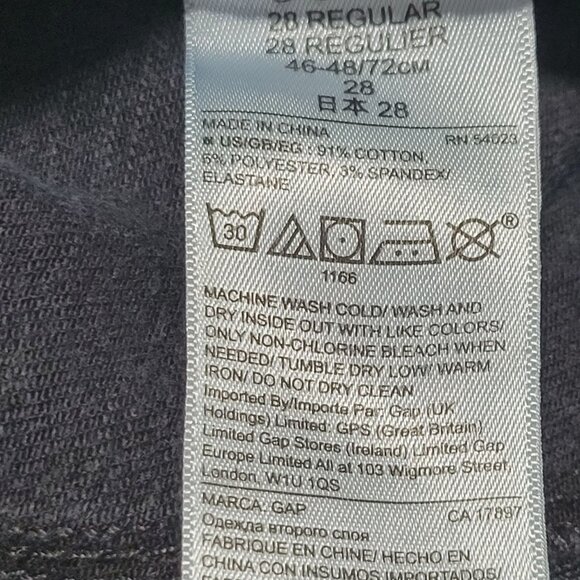 28 REGULAR
28 REGULIER
46-48/72CM
28
日本 28
MADE IN CHINA RN 54023
US/GB/EG : 91% COTTON,
6% POLYESTER, 3% SPANDEX/
ELASTANE
30 ®
1166
MACHINE WASH COLD/ WASH AND
DRY INSIDE OUT WITH LIKE COLORS/
ONLY NON-CHLORINE BLEACH WHEN
NEEDED/ TUMBLE DRY LOW/ WARM
IRON/ DO NOT DRY CLEAN
Imported By/Importe Par: Gap (UK
Holdings) Limited: GPS (Great Britain)
Limited Gap Stores (Ireland) Limited Gap
Europe Limited All at 103 Wigmore Street,
London, W1U 1QS
MARCA: GAP CA 17897
Одежда второго слоя
FABRIQUE EN CHINE/ HECHO EN
CHINA CON INSUMOS IMPORTADOS/